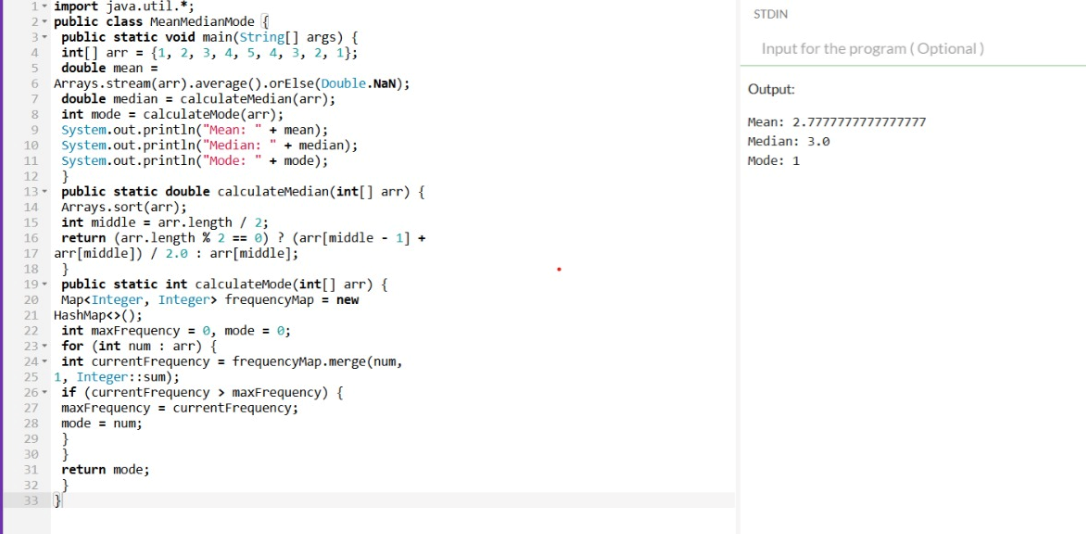 1 import java.util.*;
2 public class MeanMedianMode {
3 public static void main(String[] args) {
4 int[] arr = {1, 2, 3, 4, 5, 4, 3, 2, 1};
5 double mean =
6 Arrays.stream(arr).average().orElse(Double.NaN);
7 double median = calculateMedian(arr);
8 int mode = calculateMode(arr);
9 System.out.println("Mean: " + mean);
10 System.out.println("Median: " + median);
11 System.out.println("Mode: " + mode);
12 }
13 public static double calculateMedian(int[] arr) {
14 Arrays.sort(arr);
15 int middle = arr.length / 2;
16 return (arr.length % 2 == 0) ? (arr[middle - 1] +
17 arr[middle]) / 2.0 : arr[middle];
18 }
19 public static int calculateMode(int[] arr) {
20 Map<Integer, Integer> frequencyMap = new
21 HashMap<>();
22 int maxFrequency = 0, mode = 0;
23 for (int num : arr) {
24 int currentFrequency = frequencyMap.merge(num,
25 1, Integer::sum);
26 if (currentFrequency > maxFrequency) {
27 maxFrequency = currentFrequency;
28 mode = num;
29 }
30 }
31 return mode;
32 }
33 }
STDIN
Input for the program ( Optional )
Output:
Mean: 2.7777777777777777
Median: 3.0
Mode: 1